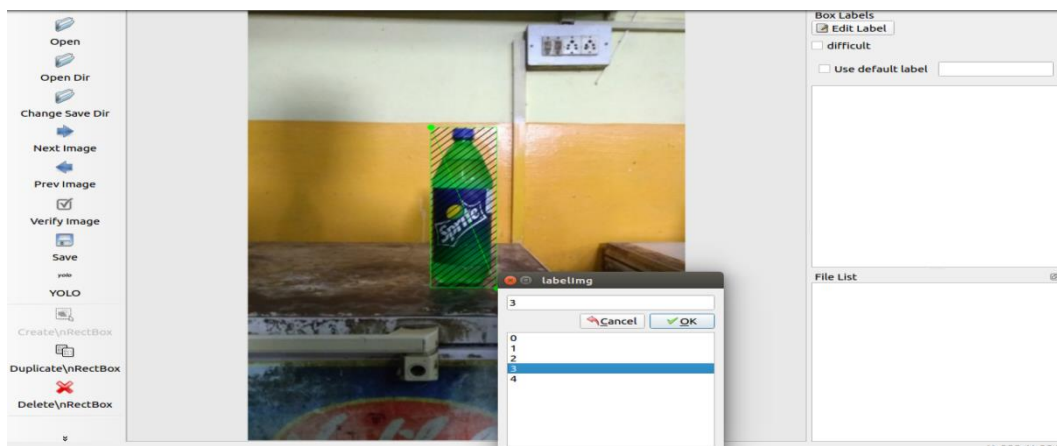 Open
Open Dir
Change Save Dir
Next Image
Prev Image
Verify Image
Save
yolo
YOLO
Create\nRectBox
Duplicate\nRectBox
Delete\nRectBox
Sprite
labelImg
3
Cancel
OK
0
1
2
3
4
Box Labels
Edit Label
difficult
Use default label
File List